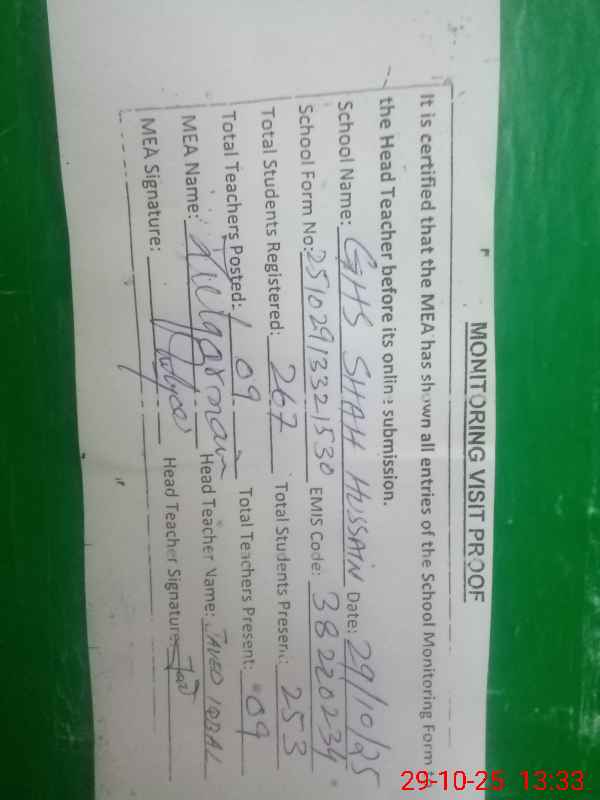 MONITORING VISIT PROOF
It is certified that the MEA has shown all entries of the School Monitoring Form to
the Head Teacher before its online submission.
School Name: GHS SHAH HUSSAIN Date: 29/10/25
School Form No: 25102913321530 EMIS Code: 38220234
Total Students Registered: 267 Total Students Present: 253
Total Teachers Posted: 09 Total Teachers Present: 09
MEA Name: Head Teacher Name: JAVED IQBAL
MEA Signature: Head Teacher Signature:
29-10-25 13:33